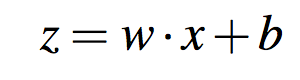 z = w · x + b